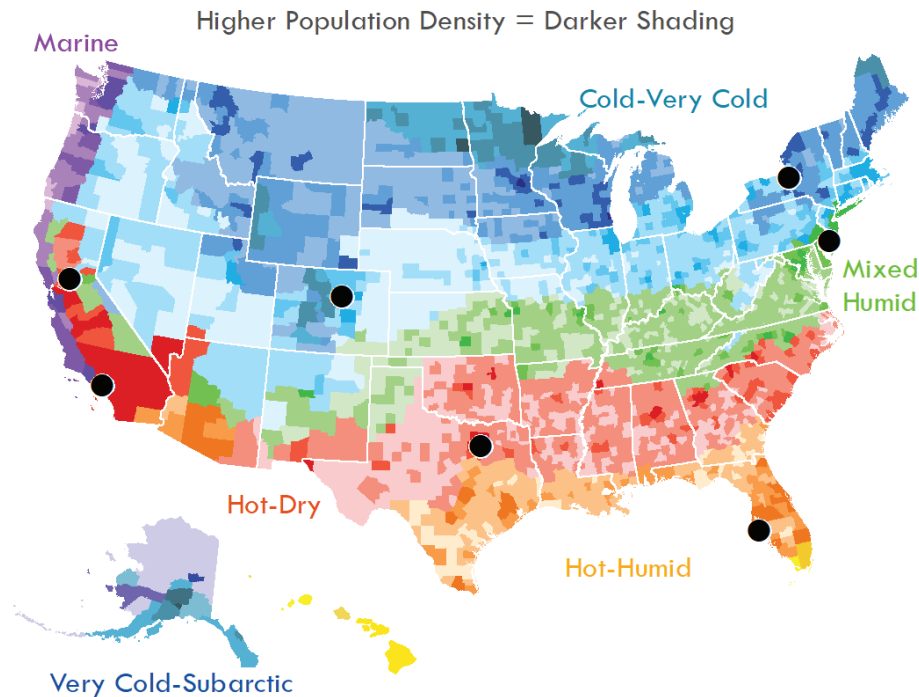 Higher Population Density = Darker Shading
Marine
Cold-Very Cold
Mixed
Humid
Hot-Dry
Hot-Humid
Very Cold-Subarctic